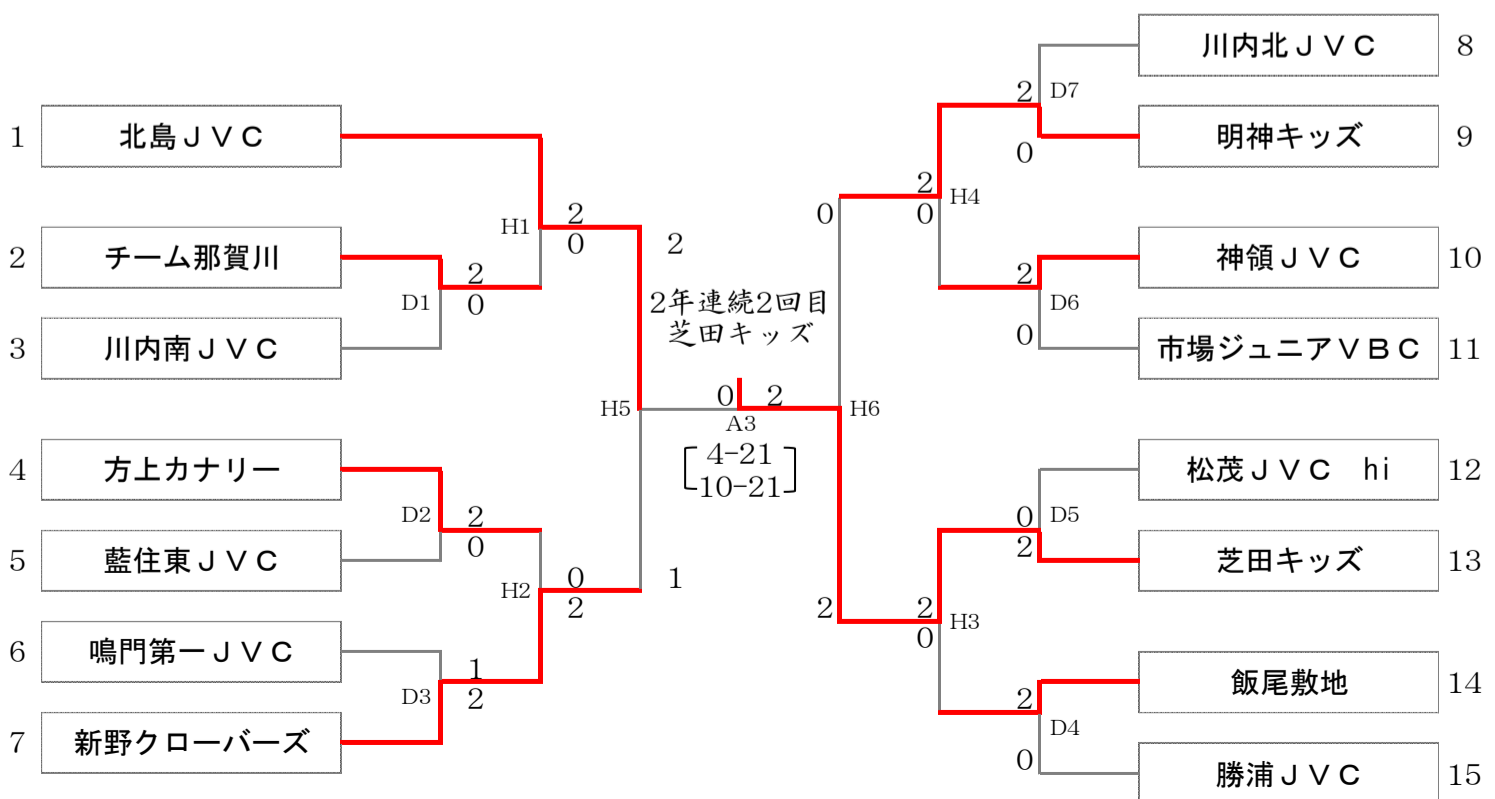 1 北島ＪＶＣ
2 チーム那賀川
3 川内南ＪＶＣ
4 方上カナリー
5 藍住東ＪＶＣ
6 鳴門第一ＪＶＣ
7 新野クローバーズ
D1
2
0
D2
2
0
D3
1
2
H1
2
0
H2
0
2
H5
2
1
2年連続2回目
芝田キッズ
0 2
A3
4-21
10-21
H6
0
2
H4
2
0
H3
2
0
D7
2
0
D6
2
0
D5
0
2
D4
2
0
川内北ＪＶＣ 8
明神キッズ 9
神領ＪＶＣ 10
市場ジュニアＶＢＣ 11
松茂ＪＶＣ　hi 12
芝田キッズ 13
飯尾敷地 14
勝浦ＪＶＣ 15